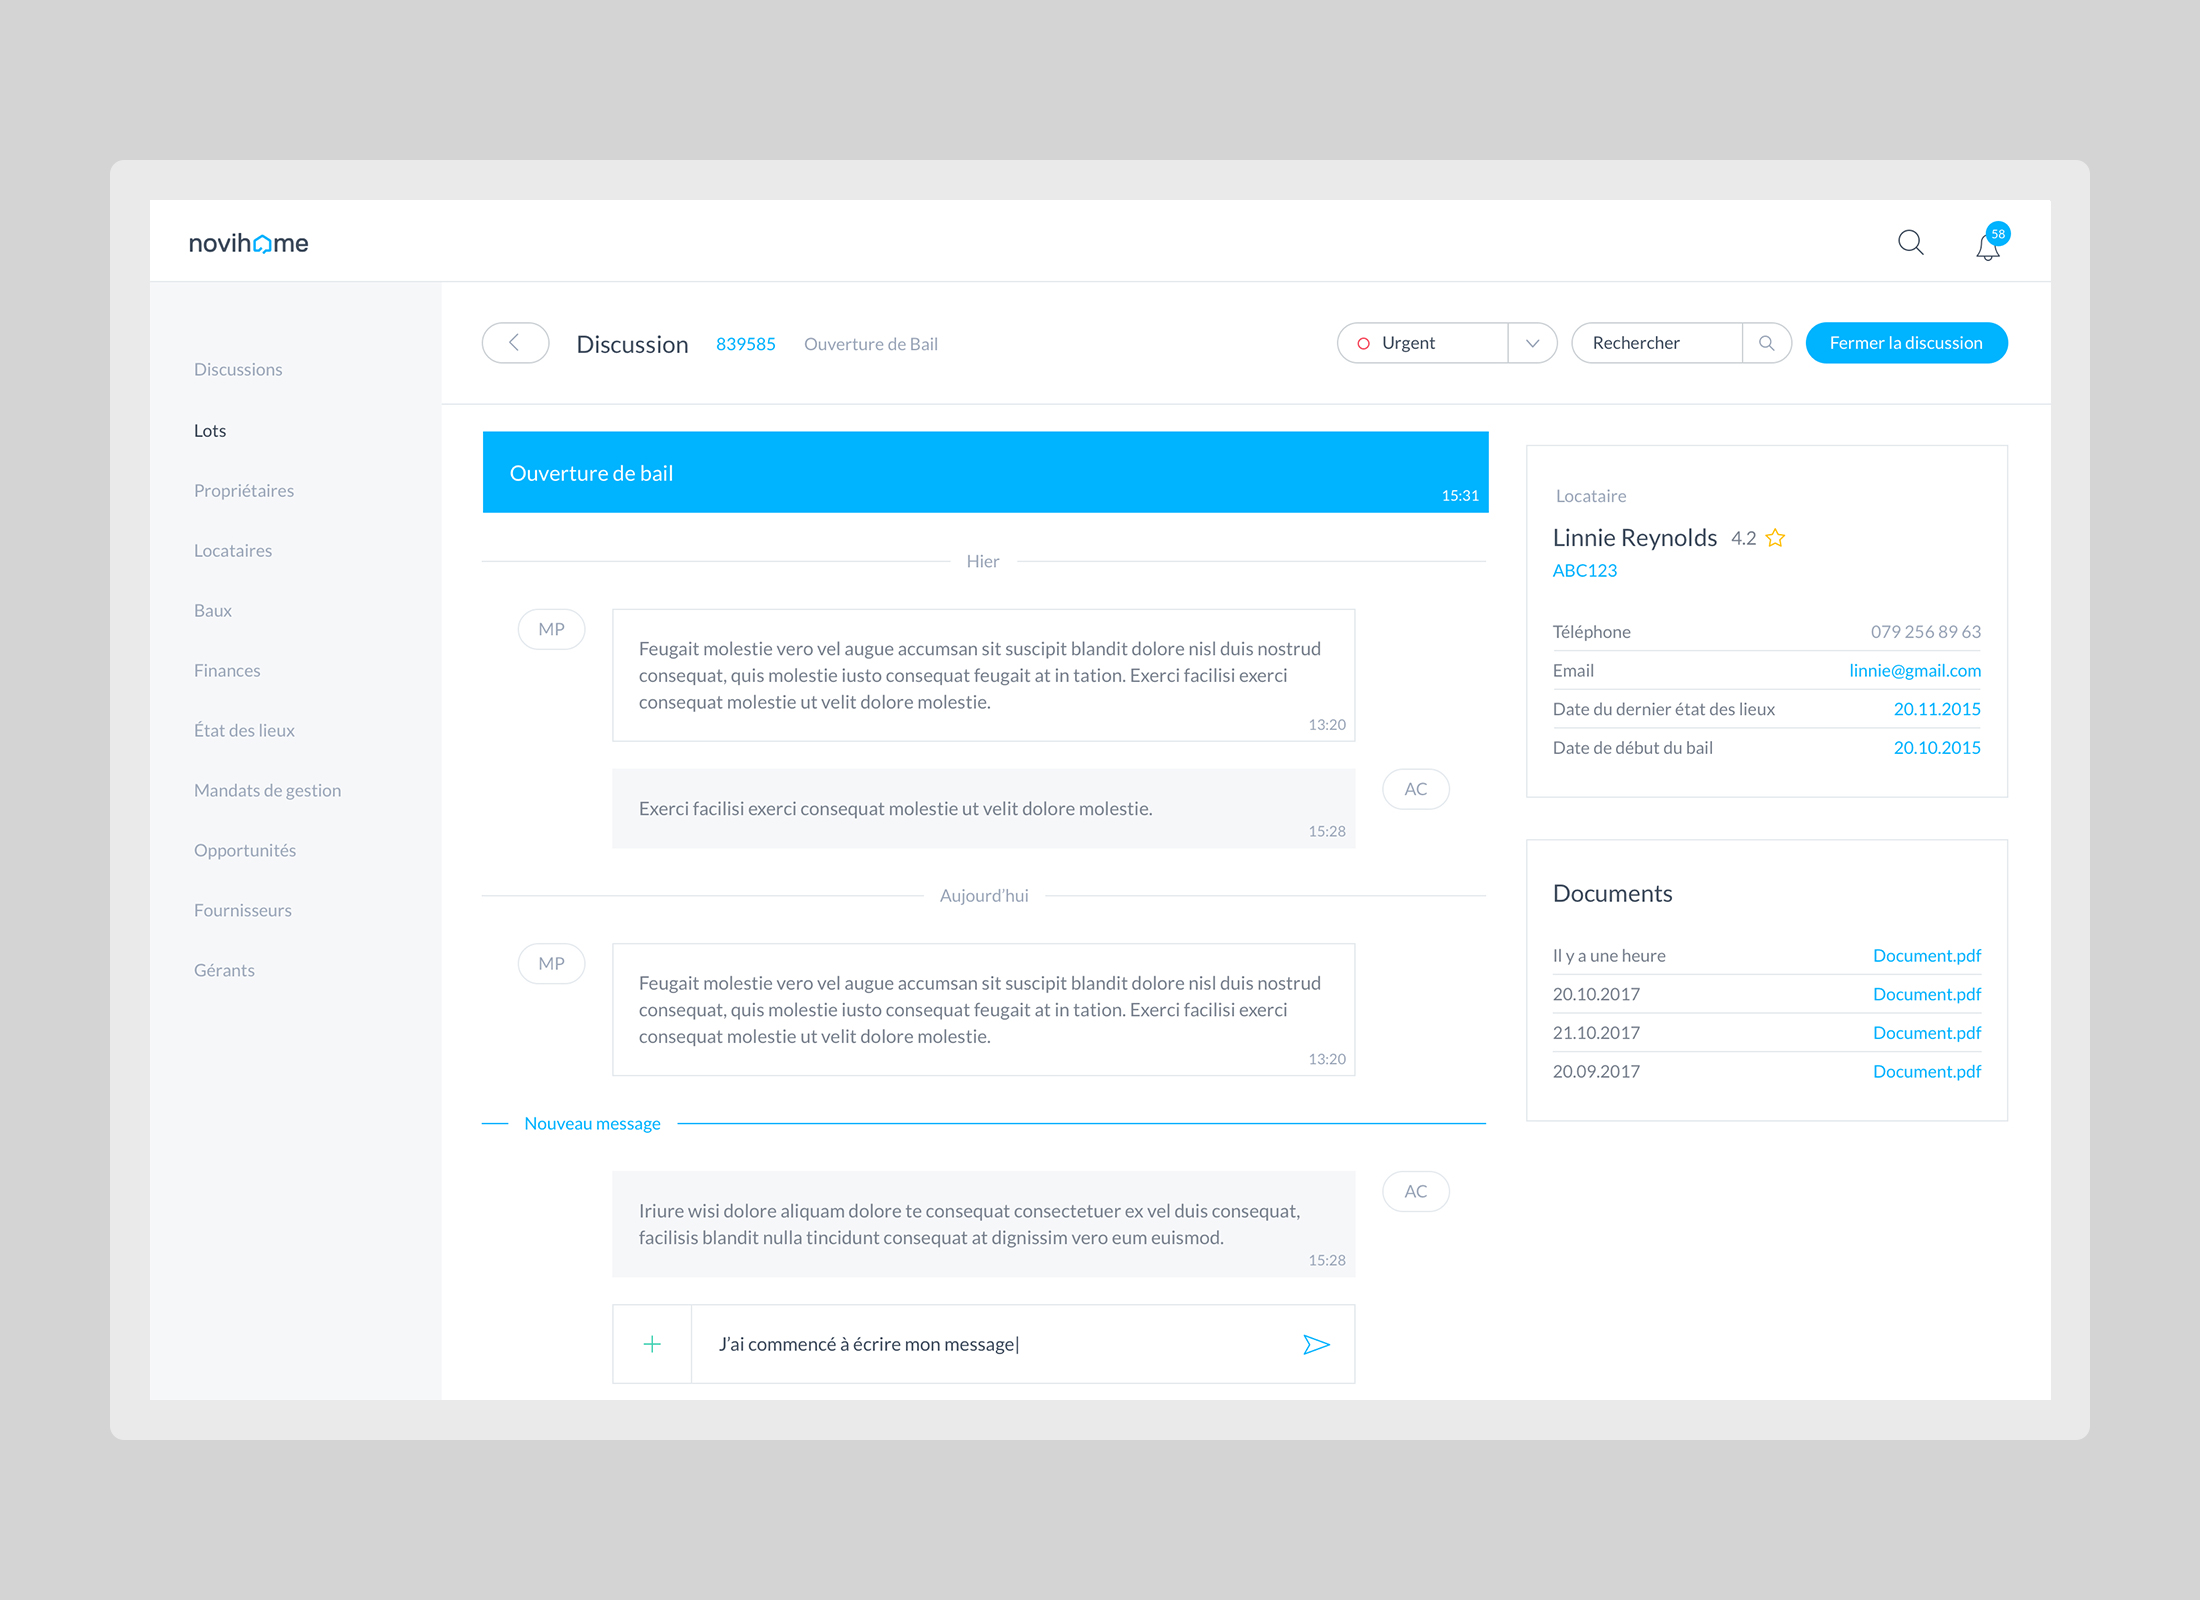 novihome
58
Discussions
Lots
Propriétaires
Locataires
Baux
Finances
État des lieux
Mandats de gestion
Opportunités
Fournisseurs
Gérants
Discussion 839585 Ouverture de Bail
Urgent
Rechercher
Fermer la discussion
Ouverture de bail
15:31
Hier
MP
Feugait molestie vero vel augue accumsan sit suscipit blandit dolore nisl duis nostrud
consequat, quis molestie iusto consequat feugait at in tation. Exerci facilisi exerci
consequat molestie ut velit dolore molestie.
13:20
Exerci facilisi exerci consequat molestie ut velit dolore molestie.
15:28
AC
Aujourd’hui
MP
Feugait molestie vero vel augue accumsan sit suscipit blandit dolore nisl duis nostrud
consequat, quis molestie iusto consequat feugait at in tation. Exerci facilisi exerci
consequat molestie ut velit dolore molestie.
13:20
Nouveau message
Iriure wisi dolore aliquam dolore te consequat consectetuer ex vel duis consequat,
facilisis blandit nulla tincidunt consequat at dignissim vero eum euismod.
15:28
AC
J’ai commencé à écrire mon message
Locataire
Linnie Reynolds 4.2
ABC123
Téléphone 079 256 89 63
Email linnie@gmail.com
Date du dernier état des lieux 20.11.2015
Date de début du bail 20.10.2015
Documents
Il y a une heure Document.pdf
20.10.2017 Document.pdf
21.10.2017 Document.pdf
20.09.2017 Document.pdf